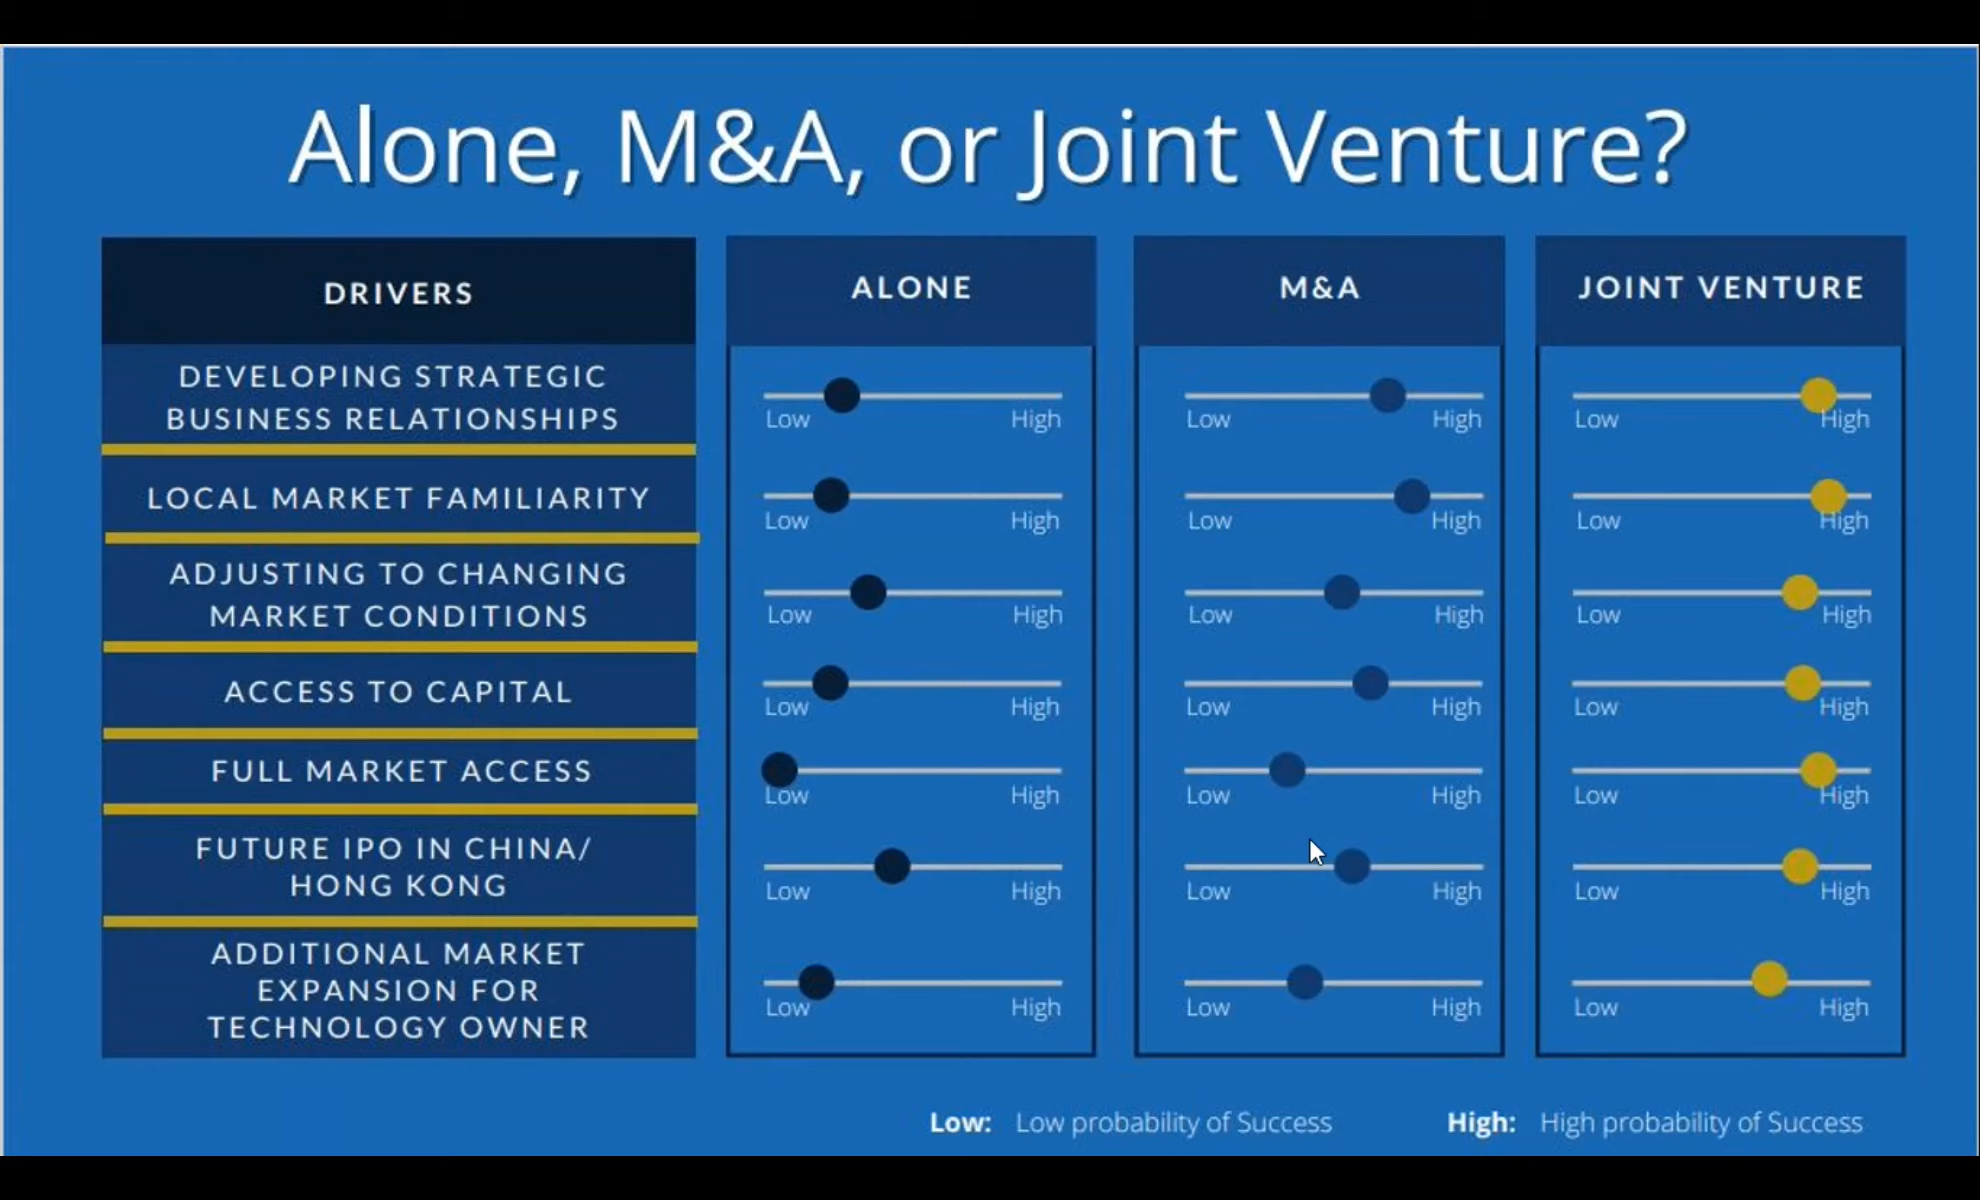 Alone, M&A, or Joint Venture?
DRIVERS
ALONE
M&A
JOINT VENTURE
DEVELOPING STRATEGIC
BUSINESS RELATIONSHIPS
Low High Low High Low High
LOCAL MARKET FAMILIARITY
Low High Low High Low High
ADJUSTING TO CHANGING
MARKET CONDITIONS
Low High Low High Low High
ACCESS TO CAPITAL
Low High Low High Low High
FULL MARKET ACCESS
Low High Low High Low High
FUTURE IPO IN CHINA/
HONG KONG
Low High Low High Low High
ADDITIONAL MARKET
EXPANSION FOR
TECHNOLOGY OWNER
Low High Low High Low High
Low: Low probability of Success High: High probability of Success